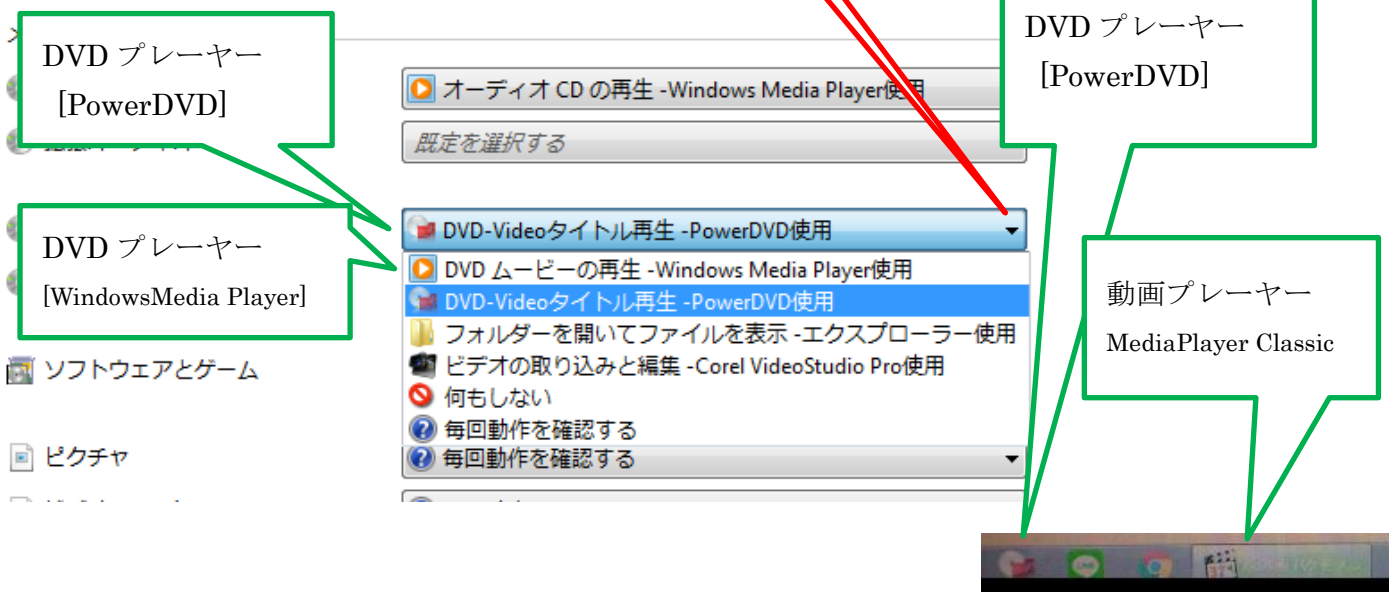 DVD プレーヤー
[PowerDVD]
DVD プレーヤー
[PowerDVD]
オーディオ CD の再生 -Windows Media Player使用
既定を選択する
DVD-Videoタイトル再生 -PowerDVD使用
DVD プレーヤー
[WindowsMedia Player]
DVD ムービーの再生 -Windows Media Player使用
DVD-Videoタイトル再生 -PowerDVD使用
フォルダーを開いてファイルを表示 -エクスプローラー使用
ビデオの取り込みと編集 -Corel VideoStudio Pro使用
何もしない
毎回動作を確認する
動画プレーヤー
MediaPlayer Classic
ソフトウェアとゲーム
ピクチャ
毎回動作を確認する
LINE